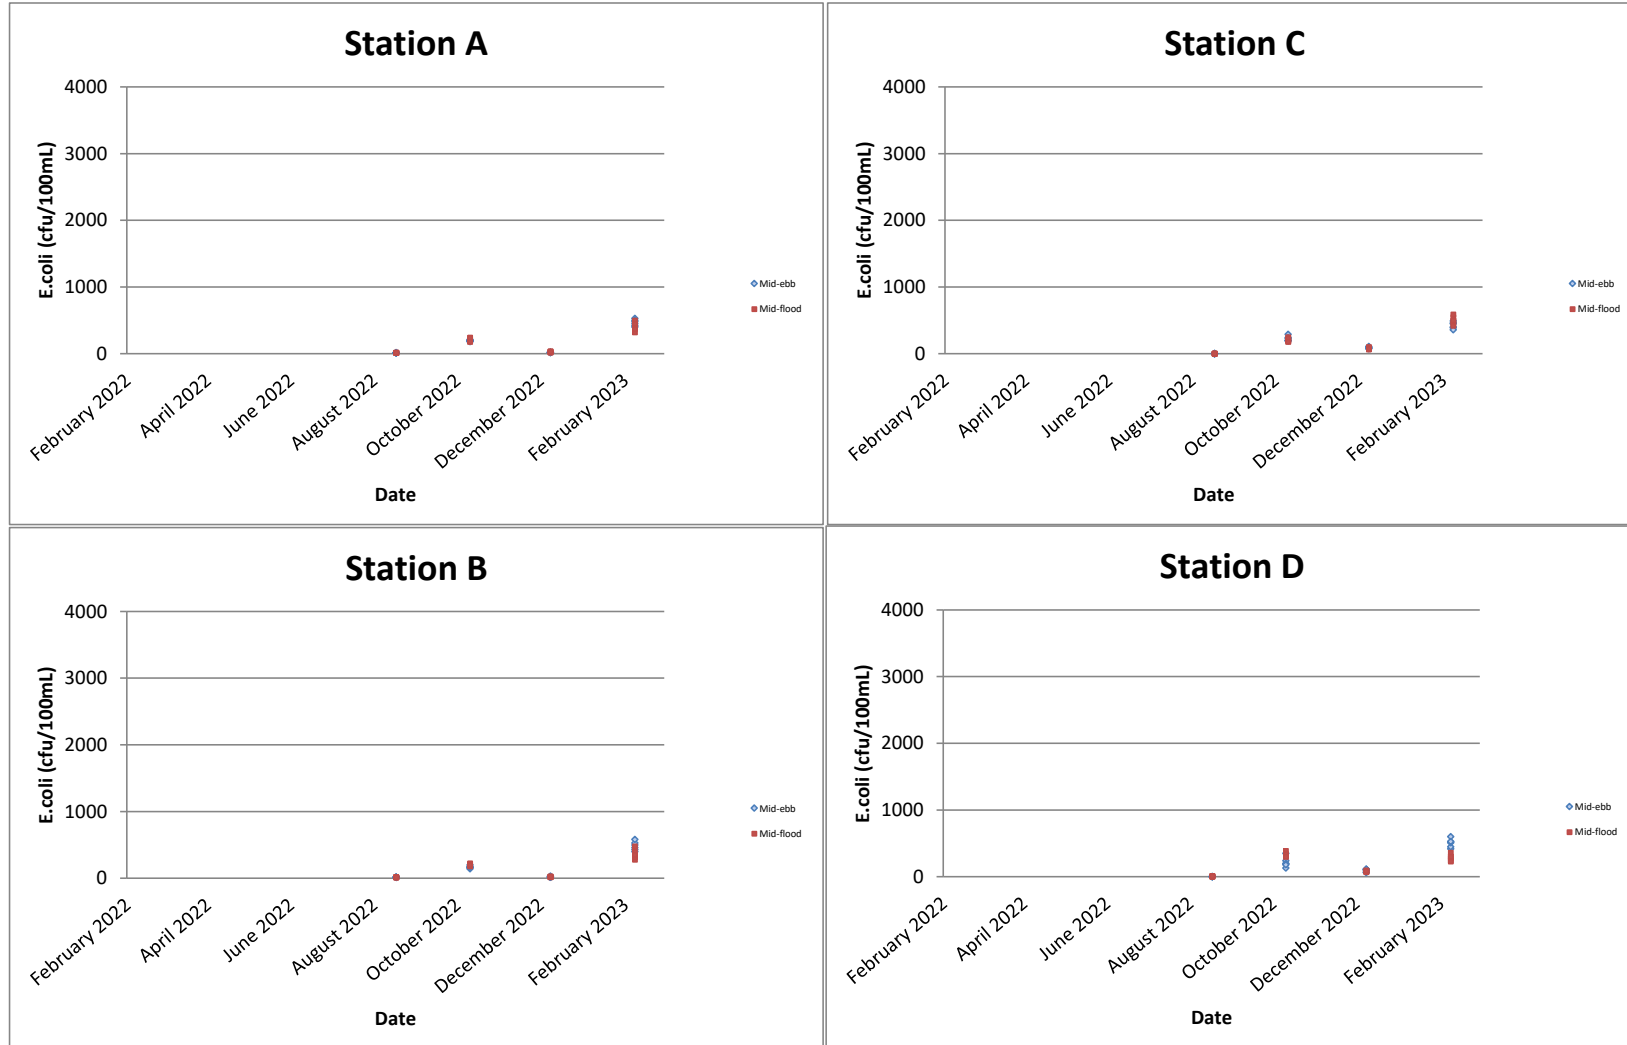 Station A
4000
3000
2000
1000
0
E.coli (cfu/100mL)
February 2022
April 2022
June 2022
August 2022
October 2022
December 2022
February 2023
Date
Mid-ebb
Mid-flood
Station C
4000
3000
2000
1000
0
E.coli (cfu/100mL)
February 2022
April 2022
June 2022
August 2022
October 2022
December 2022
February 2023
Date
Mid-ebb
Mid-flood
Station B
4000
3000
2000
1000
0
E.coli (cfu/100mL)
February 2022
April 2022
June 2022
August 2022
October 2022
December 2022
February 2023
Date
Mid-ebb
Mid-flood
Station D
4000
3000
2000
1000
0
E.coli (cfu/100mL)
February 2022
April 2022
June 2022
August 2022
October 2022
December 2022
February 2023
Date
Mid-ebb
Mid-flood